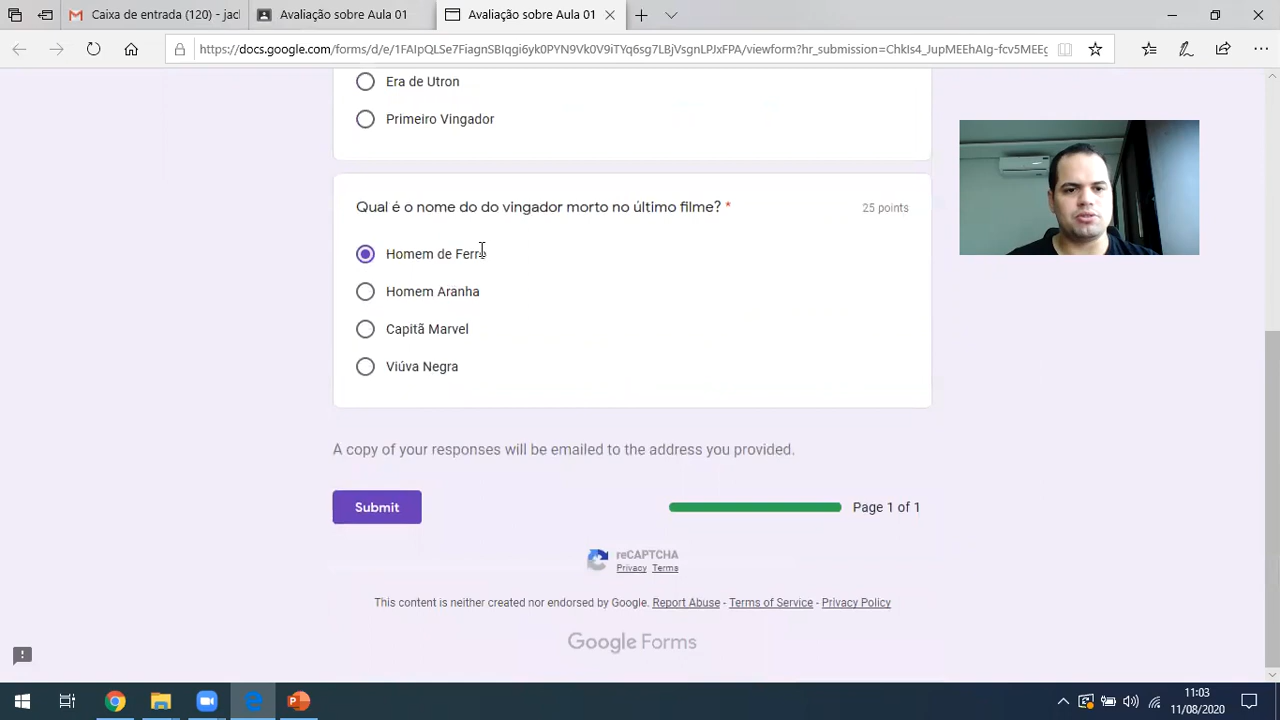 Caixa de entrada (120) - jack
Avaliação sobre Aula 01
Avaliação sobre Aula 01
https://docs.google.com/forms/d/e/1FAIpQLSe7FiagnSBIqgi6yk0PYN9Vk0V9iTYq6sg7LBjVsgnLPJxFPA/viewform?hr_submission=ChkIs4_JupMEEhAIg-fcv5MEEg
Era de Utron
Primeiro Vingador
Qual é o nome do do vingador morto no último filme? *
25 points
Homem de Ferro
Homem Aranha
Capitã Marvel
Viúva Negra
A copy of your responses will be emailed to the address you provided.
Submit
Page 1 of 1
reCAPTCHA
Privacy Terms
This content is neither created nor endorsed by Google. Report Abuse - Terms of Service - Privacy Policy
Google Forms
11:03
11/08/2020